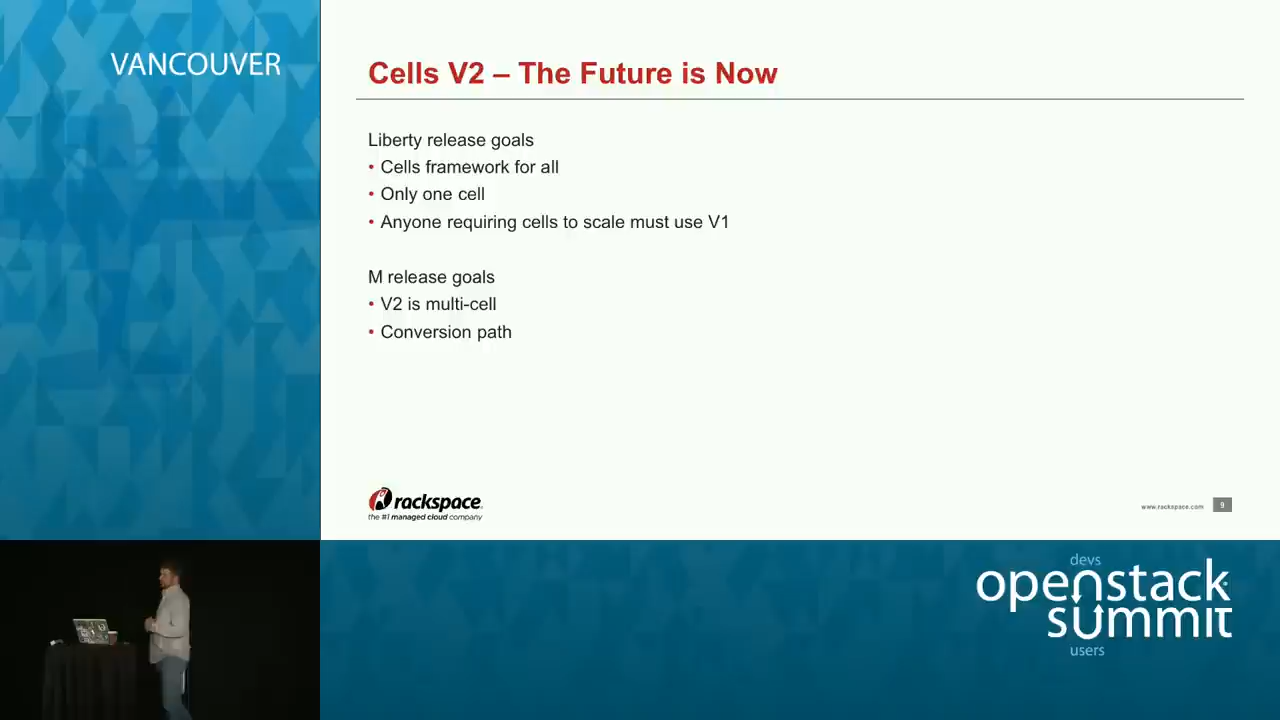 VANCOUVER
Cells V2 – The Future is Now
Liberty release goals
• Cells framework for all
• Only one cell
• Anyone requiring cells to scale must use V1
M release goals
• V2 is multi-cell
• Conversion path
rackspace
the #1 managed cloud company
www.rackspace.com 9
devs
openstack
summit
users